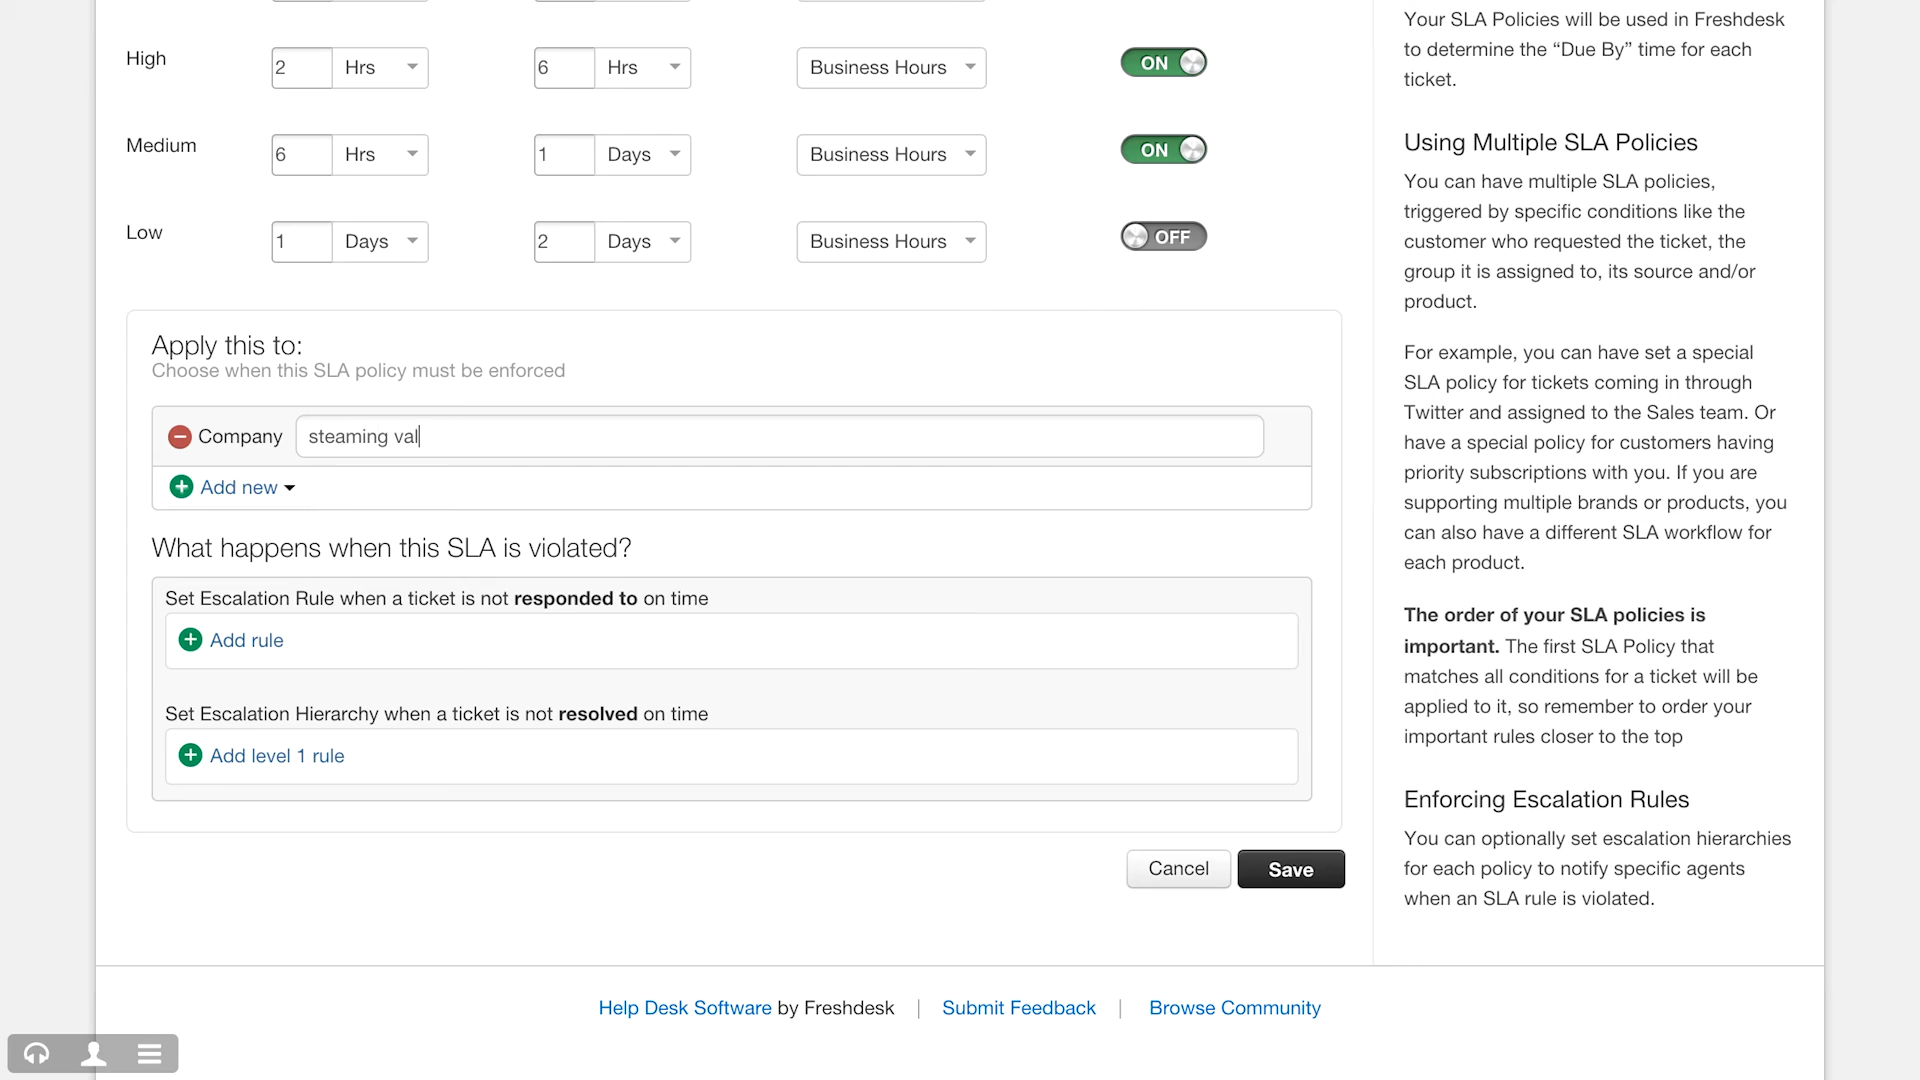 High 2 Hrs 6 Hrs Business Hours ON
Medium 6 Hrs 1 Days Business Hours ON
Low 1 Days 2 Days Business Hours OFF
Apply this to:
Choose when this SLA policy must be enforced
Company steaming val
Add new
What happens when this SLA is violated?
Set Escalation Rule when a ticket is not responded to on time
Add rule
Set Escalation Hierarchy when a ticket is not resolved on time
Add level 1 rule
Cancel Save
Your SLA Policies will be used in Freshdesk
to determine the “Due By” time for each
ticket.
Using Multiple SLA Policies
You can have multiple SLA policies,
triggered by specific conditions like the
customer who requested the ticket, the
group it is assigned to, its source and/or
product.
For example, you can have set a special
SLA policy for tickets coming in through
Twitter and assigned to the Sales team. Or
have a special policy for customers having
priority subscriptions with you. If you are
supporting multiple brands or products, you
can also have a different SLA workflow for
each product.
The order of your SLA policies is
important. The first SLA Policy that
matches all conditions for a ticket will be
applied to it, so remember to order your
important rules closer to the top
Enforcing Escalation Rules
You can optionally set escalation hierarchies
for each policy to notify specific agents
when an SLA rule is violated.
Help Desk Software by Freshdesk | Submit Feedback | Browse Community